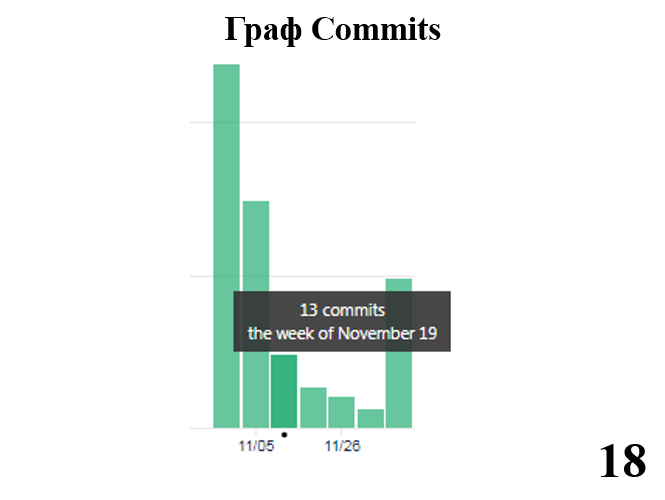 Граф Commits
13 commits
the week of November 19
11/05
11/26
18